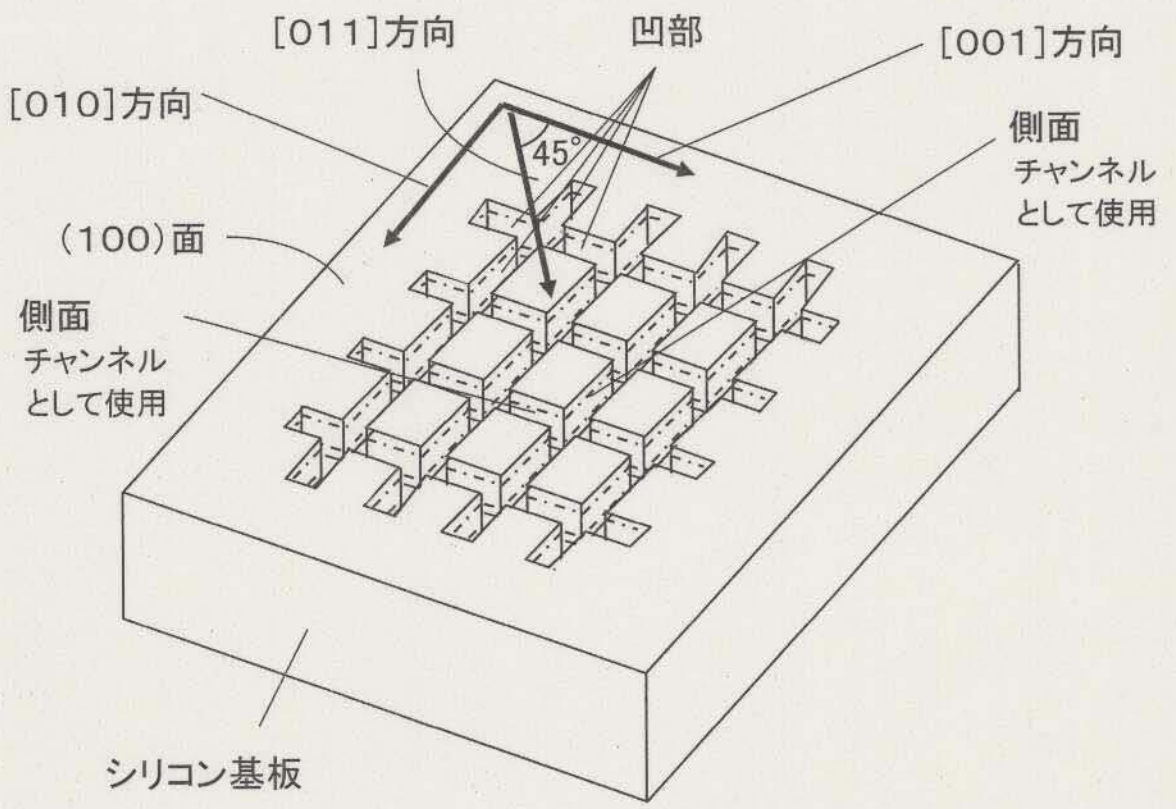 [011]方向
凹部
[001]方向
[010]方向
45°
側面
チャンネル
として使用
(100)面
側面
チャンネル
として使用
シリコン基板